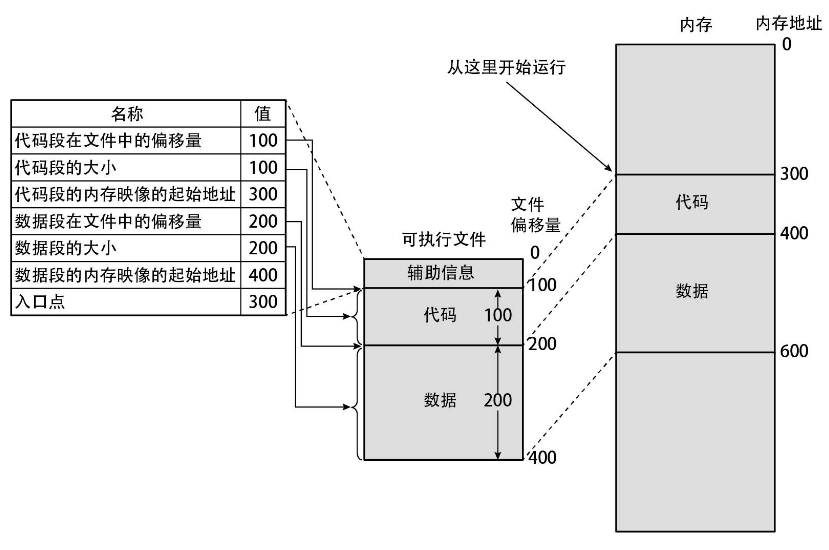 内存
内存地址
0
从这里开始运行
名称 值
代码段在文件中的偏移量 100
代码段的大小 100
代码段的内存映像的起始地址 300
数据段在文件中的偏移量 200
数据段的大小 200
数据段的内存映像的起始地址 400
入口点 300
可执行文件
文件
偏移量
0
辅助信息
100
代码
100
200
数据
200
400
300
代码
400
数据
600